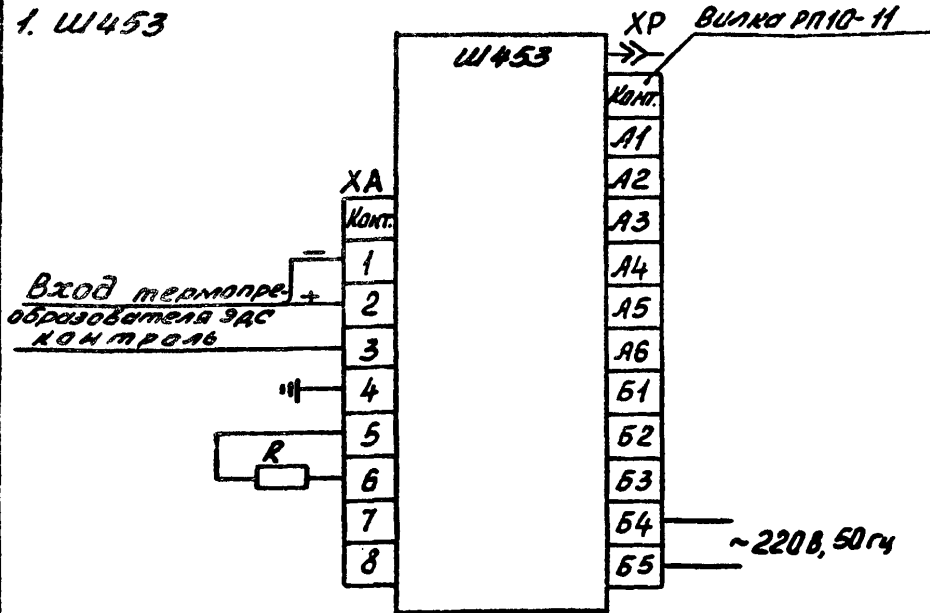 1. Ш453
Ш453
ХР
Вилка РП10-11
Конт.
А1
А2
А3
А4
А5
А6
Б1
Б2
Б3
Б4
Б5
~220В, 50гц
ХА
Конт.
1
2
3
4
5
6
7
8
−
+
Вход термопре-
образователя ЭДС
контроль
R